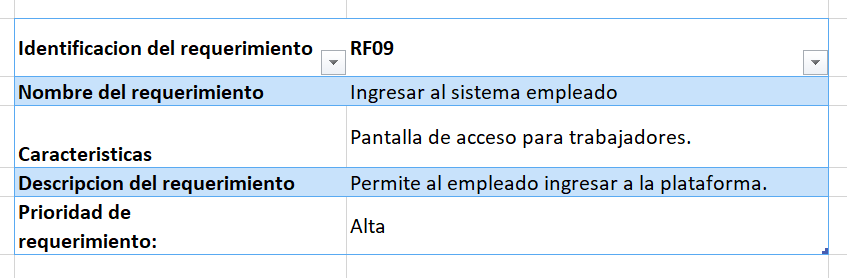 Identificacion del requerimiento RF09
Nombre del requerimiento Ingresar al sistema empleado
Caracteristicas Pantalla de acceso para trabajadores.
Descripcion del requerimiento Permite al empleado ingresar a la plataforma.
Prioridad de
requerimiento: Alta